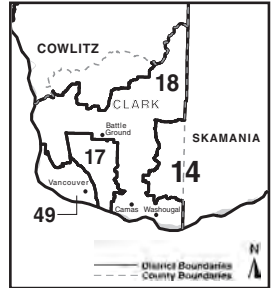 COWLITZ
18
CLARK
Battle
Ground
SKAMANIA
17
14
Vancouver
49
Camas
Washougal
N
District Boundaries
County Boundaries